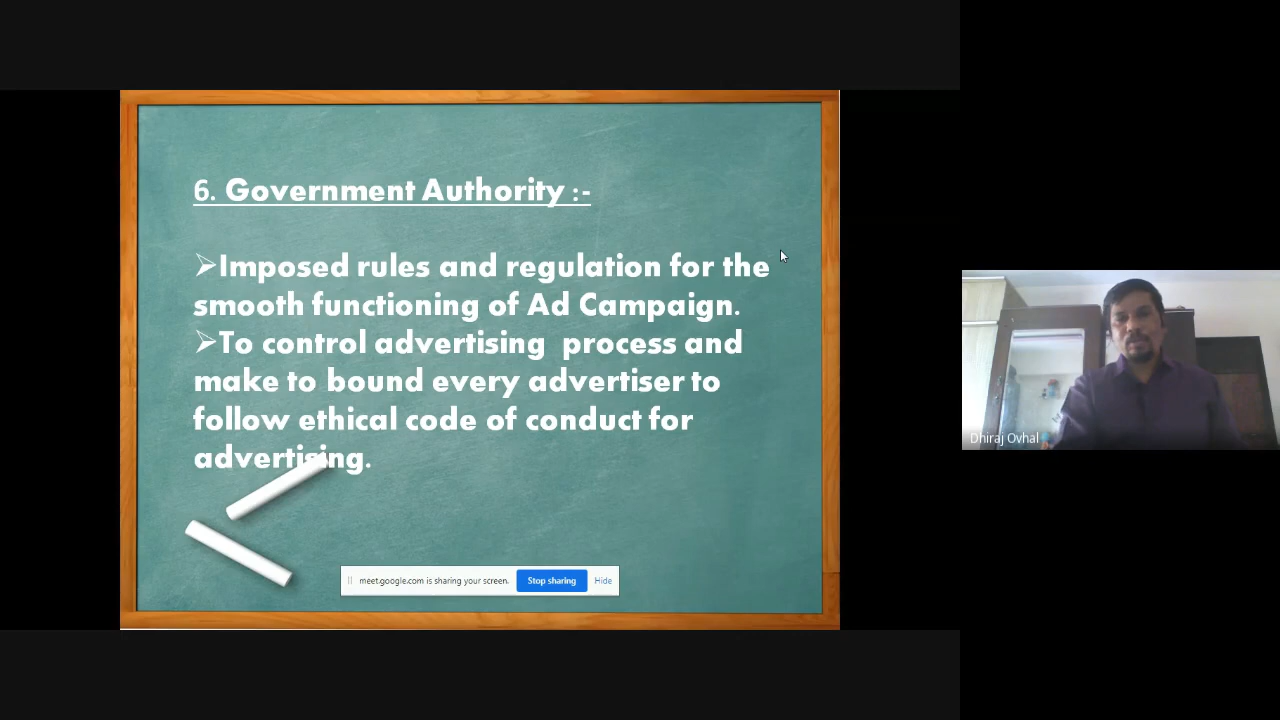 6. Government Authority :-
➢Imposed rules and regulation for the
smooth functioning of Ad Campaign.
➢To control advertising process and
make to bound every advertiser to
follow ethical code of conduct for
advertising.
meet.google.com is sharing your screen. Stop sharing Hide
Dhiraj Ovhal